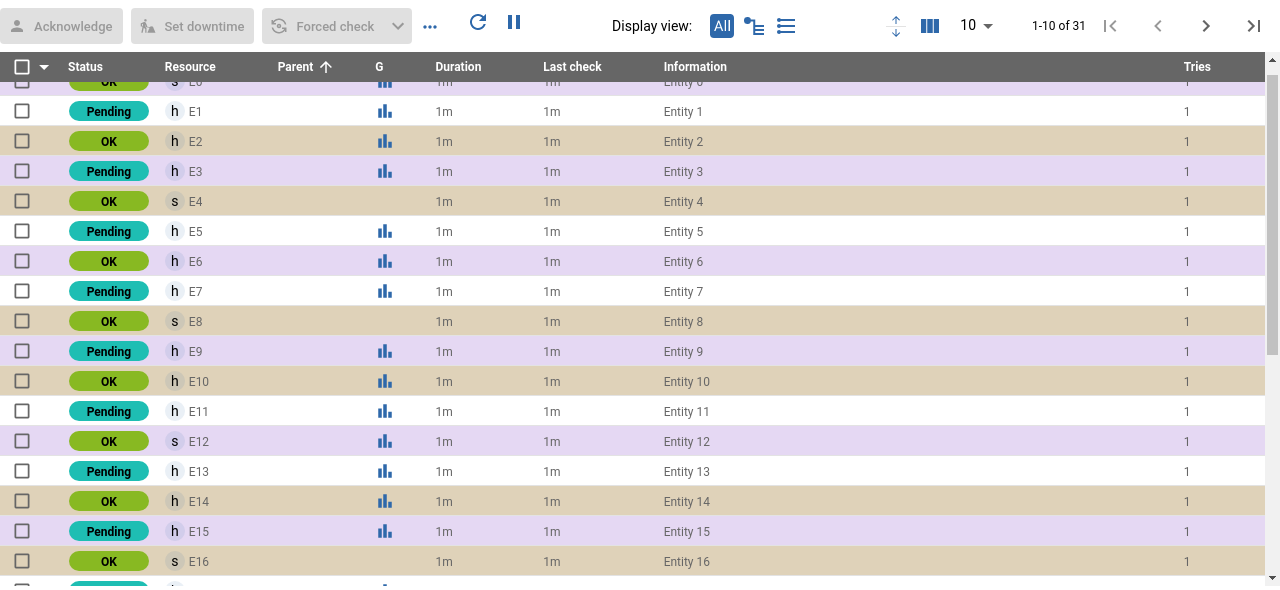 Acknowledge Set downtime Forced check Display view: All 10 1-10 of 31
Status Resource Parent G Duration Last check Information Tries
OK s E0 1m 1m Entity 0 1
Pending h E1 1m 1m Entity 1 1
OK h E2 1m 1m Entity 2 1
Pending h E3 1m 1m Entity 3 1
OK s E4 1m 1m Entity 4 1
Pending h E5 1m 1m Entity 5 1
OK h E6 1m 1m Entity 6 1
Pending h E7 1m 1m Entity 7 1
OK s E8 1m 1m Entity 8 1
Pending h E9 1m 1m Entity 9 1
OK h E10 1m 1m Entity 10 1
Pending h E11 1m 1m Entity 11 1
OK s E12 1m 1m Entity 12 1
Pending h E13 1m 1m Entity 13 1
OK h E14 1m 1m Entity 14 1
Pending h E15 1m 1m Entity 15 1
OK s E16 1m 1m Entity 16 1